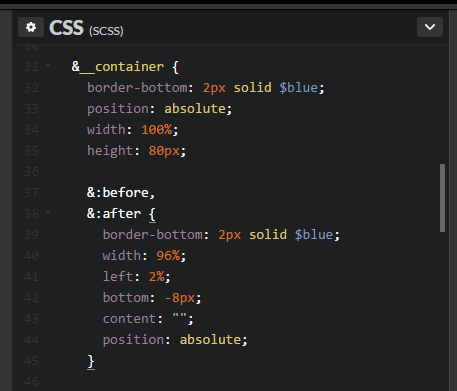 CSS (SCSS)
30
31 &__container {
32 border-bottom: 2px solid $blue;
33 position: absolute;
34 width: 100%;
35 height: 80px;
36
37 &:before,
38 &:after {
39 border-bottom: 2px solid $blue;
40 width: 96%;
41 left: 2%;
42 bottom: -8px;
43 content: "";
44 position: absolute;
45 }
46